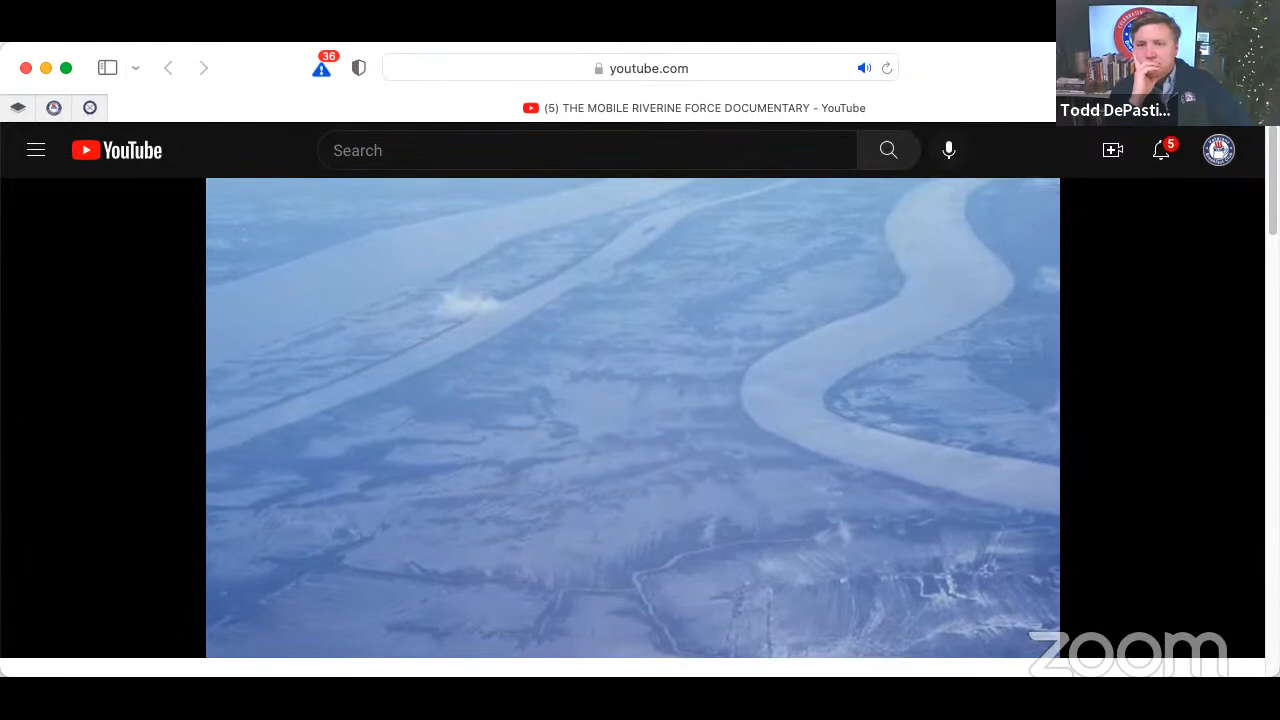 36
youtube.com
(5) THE MOBILE RIVERINE FORCE DOCUMENTARY - YouTube
Todd DePasti...
YouTube
Search
5
zoom